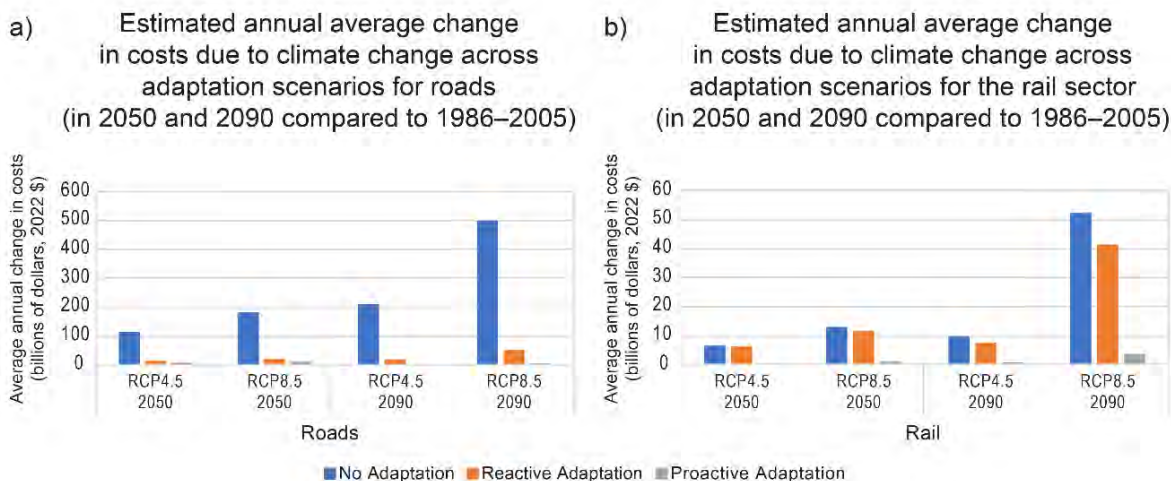 a)
Estimated annual average change
in costs due to climate change across
adaptation scenarios for roads
(in 2050 and 2090 compared to 1986–2005)
Average annual change in costs
(billions of dollars, 2022 $)
600
500
400
300
200
100
0
RCP4.5 RCP8.5 RCP4.5 RCP8.5
2050 2050 2090 2090
Roads
b)
Estimated annual average change
in costs due to climate change across
adaptation scenarios for the rail sector
(in 2050 and 2090 compared to 1986–2005)
Average annual change in costs
(billions of dollars, 2022 $)
60
50
40
30
20
10
0
RCP4.5 RCP8.5 RCP4.5 RCP8.5
2050 2050 2090 2090
Rail
No Adaptation Reactive Adaptation Proactive Adaptation